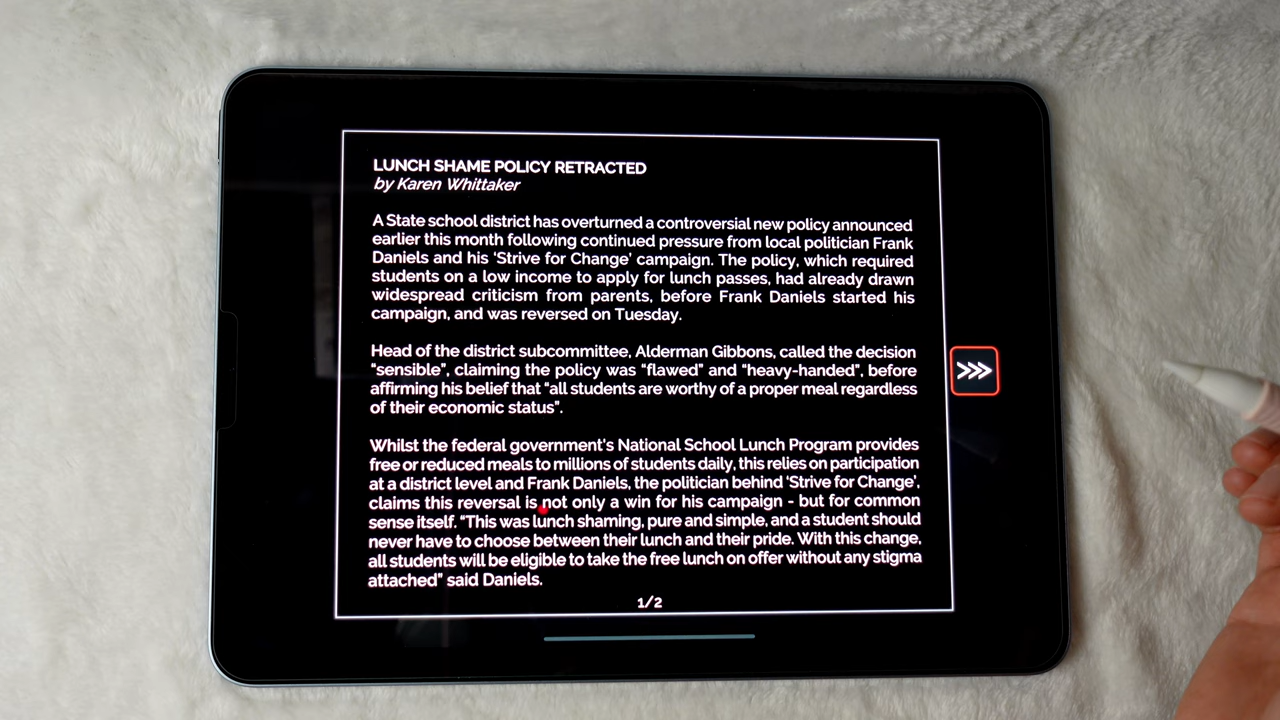 LUNCH SHAME POLICY RETRACTED
by Karen Whittaker
A State school district has overturned a controversial new policy announced
earlier this month following continued pressure from local politician Frank
Daniels and his ‘Strive for Change’ campaign. The policy, which required
students on a low income to apply for lunch passes, had already drawn
widespread criticism from parents, before Frank Daniels started his
campaign, and was reversed on Tuesday.
Head of the district subcommittee, Alderman Gibbons, called the decision
“sensible”, claiming the policy was “flawed” and “heavy-handed”, before
affirming his belief that “all students are worthy of a proper meal regardless
of their economic status”.
Whilst the federal government's National School Lunch Program provides
free or reduced meals to millions of students daily, this relies on participation
at a district level and Frank Daniels, the politician behind ‘Strive for Change’,
claims this reversal is not only a win for his campaign - but for common
sense itself. “This was lunch shaming, pure and simple, and a student should
never have to choose between their lunch and their pride. With this change,
all students will be eligible to take the free lunch on offer without any stigma
attached” said Daniels.
1/2